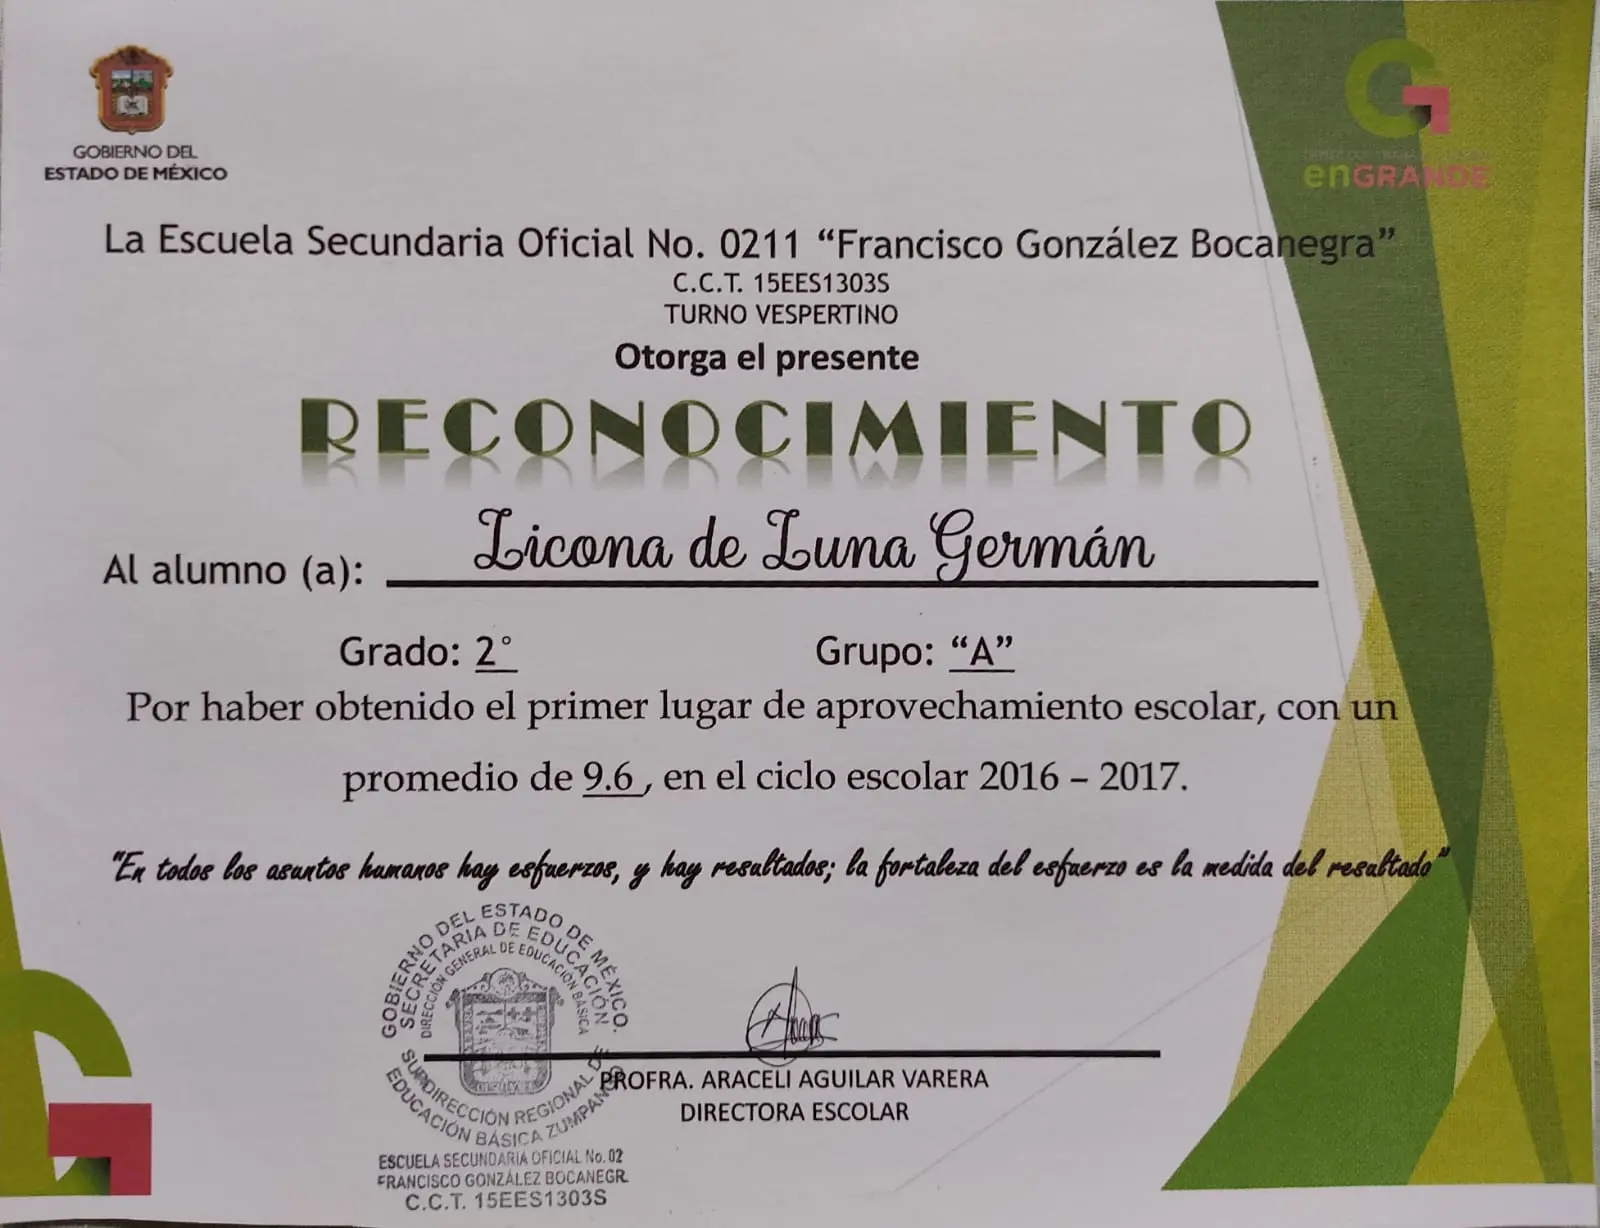 GOBIERNO DEL
ESTADO DE MÉXICO
enGRANDE
La Escuela Secundaria Oficial No. 0211 “Francisco González Bocanegra”
C.C.T. 15EES1303S
TURNO VESPERTINO
Otorga el presente
RECONOCIMIENTO
Al alumno (a): Licona de Luna Germán
Grado: 2° Grupo: “A”
Por haber obtenido el primer lugar de aprovechamiento escolar, con un
promedio de 9.6 , en el ciclo escolar 2016 – 2017.
"En todos los asuntos humanos hay esfuerzos, y hay resultados; la fortaleza del esfuerzo es la medida del resultado"
GOBIERNO DEL ESTADO DE MÉXICO.
SECRETARIA DE EDUCACIÓN
DIRECCIÓN GENERAL DE EDUCACIÓN BÁSICA
SUPDIRECCIÓN REGIONAL DE
EDUCACIÓN BÁSICA ZUMPANGO
PROFRA. ARACELI AGUILAR VARERA
DIRECTORA ESCOLAR
ESCUELA SECUNDARIA OFICIAL No. 02
FRANCISCO GONZÁLEZ BOCANEGR
C.C.T. 15EES1303S